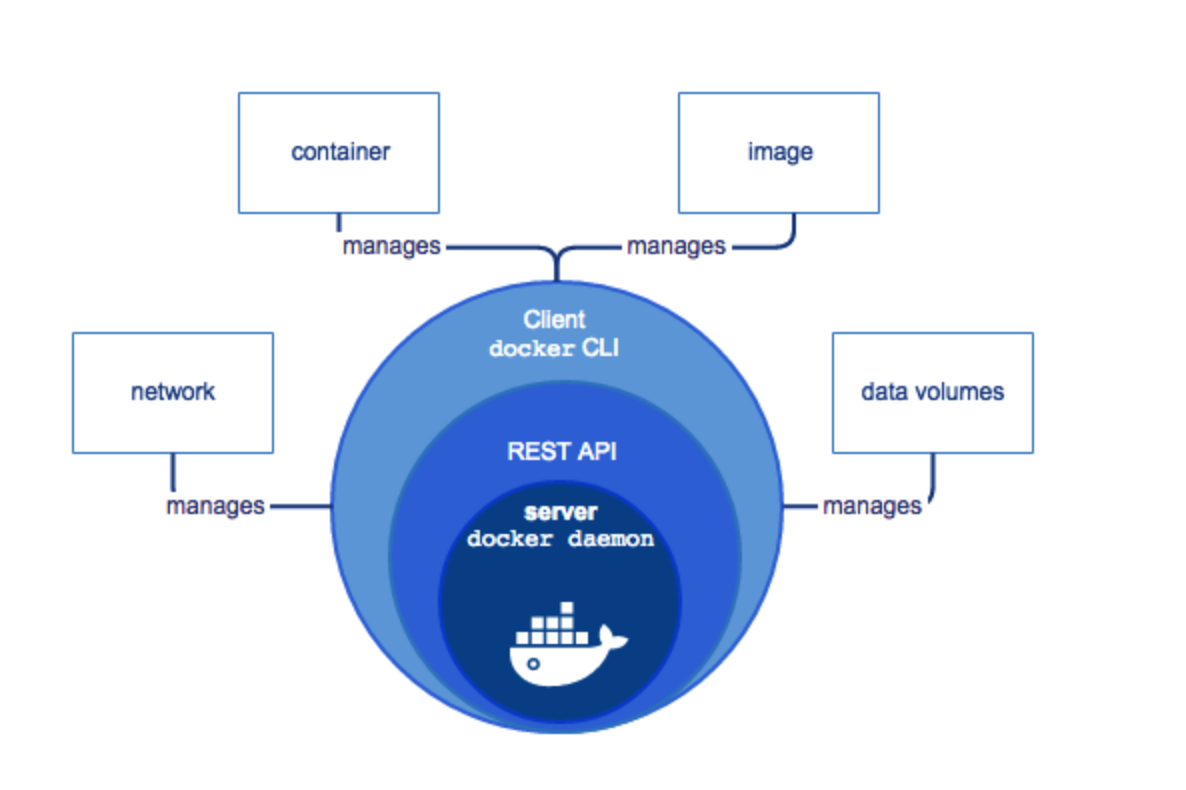 container
image
manages
manages
Client
docker CLI
network
data volumes
REST API
manages
server
docker daemon
manages